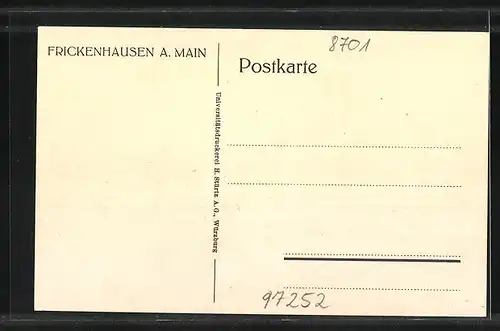 FRICKENHAUSEN A. MAIN
Universitätsdruckerei H. Stürtz A. G., Würzburg
8701
Postkarte
97252